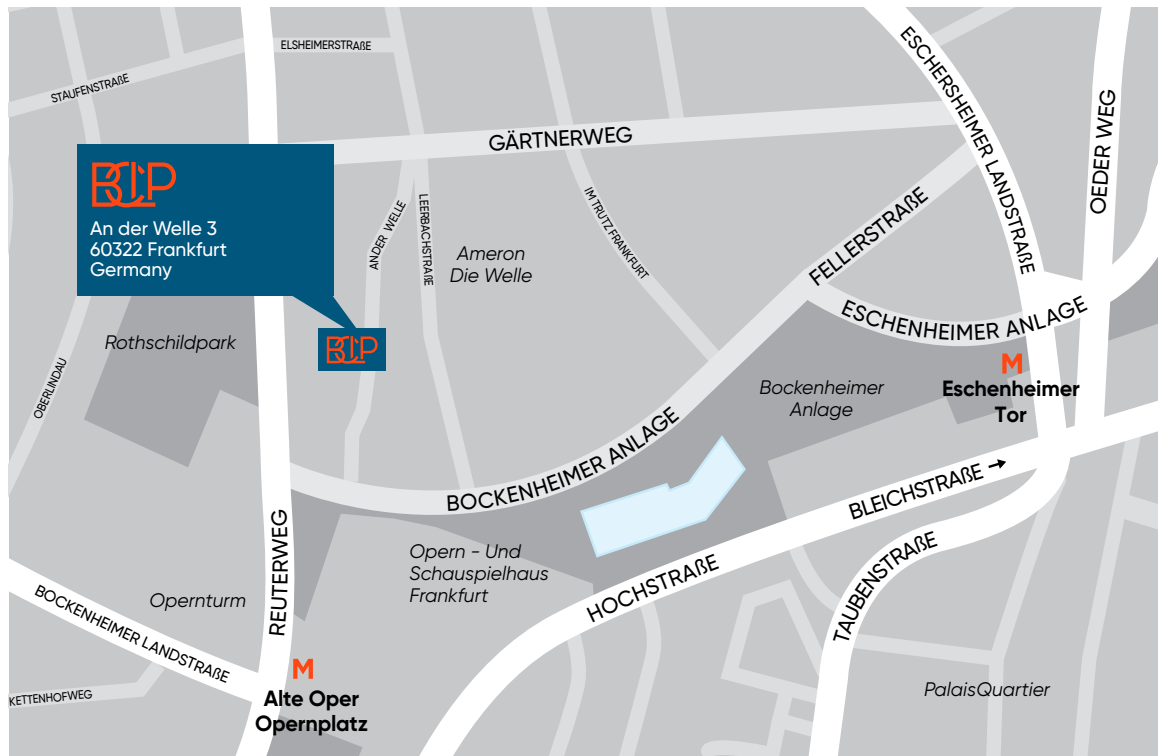 ELSHEIMERSTRAßE
STAUFENSTRAßE
ESCHERSHEIMER LANDSTRAßE
OEDER WEG
GÄRTNERWEG
BCLP
An der Welle 3
60322 Frankfurt
Germany
AN DER WELLE
LEERBACHSTRAßE
IM TRUTZ FRANKFURT
Ameron
Die Welle
FELLERSTRAßE
ESCHENHEIMER ANLAGE
Rothschildpark
BCLP
OBERLINDAU
M
Eschenheimer
Tor
Bockenheimer
Anlage
BOCKENHEIMER ANLAGE
BLEICHSTRAßE →
REUTERWEG
Opern - Und
Schauspielhaus
Frankfurt
HOCHSTRAßE
TAUBENSTRAßE
Opernturm
BOCKENHEIMER LANDSTRAßE
KETTENHOFWEG
M
Alte Oper
Opernplatz
PalaisQuartier